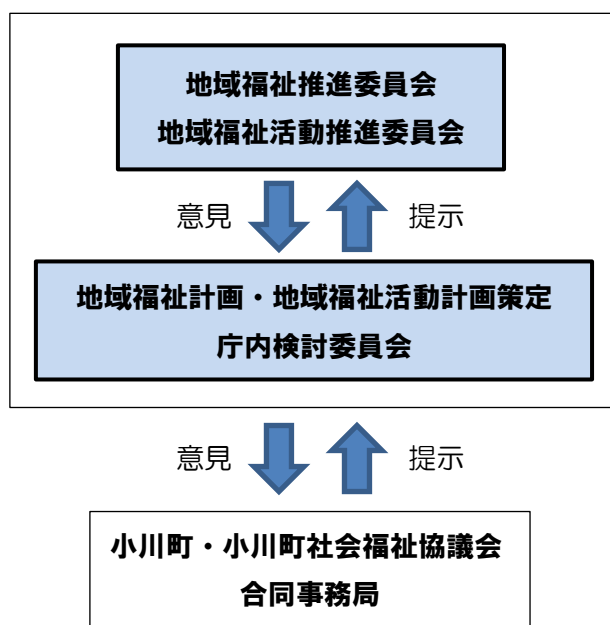 地域福祉推進委員会
地域福祉活動推進委員会
意見
提示
地域福祉計画・地域福祉活動計画策定
庁内検討委員会
意見
提示
小川町・小川町社会福祉協議会
合同事務局